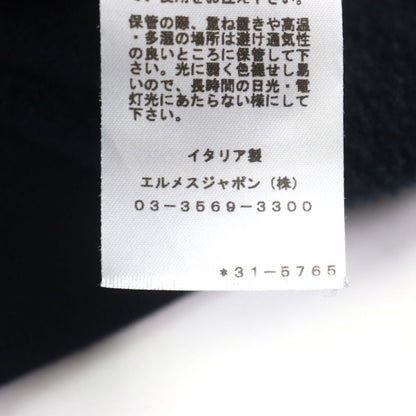 保管の際、重ね置きや高温
・多湿の場所は避け通気性
の良いところに保管して下
さい。光に弱く色褪せし易
いので、長時間の日光・電
灯光にあたらない様にして
下さい。
イタリア製
エルメスジャポン（株）
03-3569-3300
*31-5765